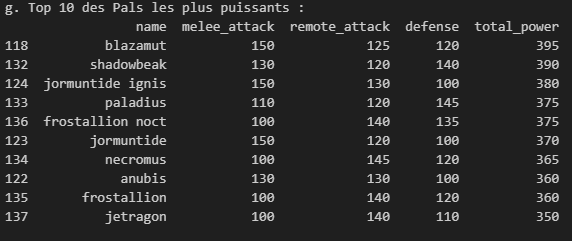 g. Top 10 des Pals les plus puissants :
name melee_attack remote_attack defense total_power
118 blazamut 150 125 120 395
132 shadowbeak 130 120 140 390
124 jormuntide ignis 150 130 100 380
133 paladius 110 120 145 375
136 frostallion noct 100 140 135 375
123 jormuntide 150 120 100 370
134 necromus 100 145 120 365
122 anubis 130 130 100 360
135 frostallion 100 140 120 360
137 jetragon 100 140 110 350